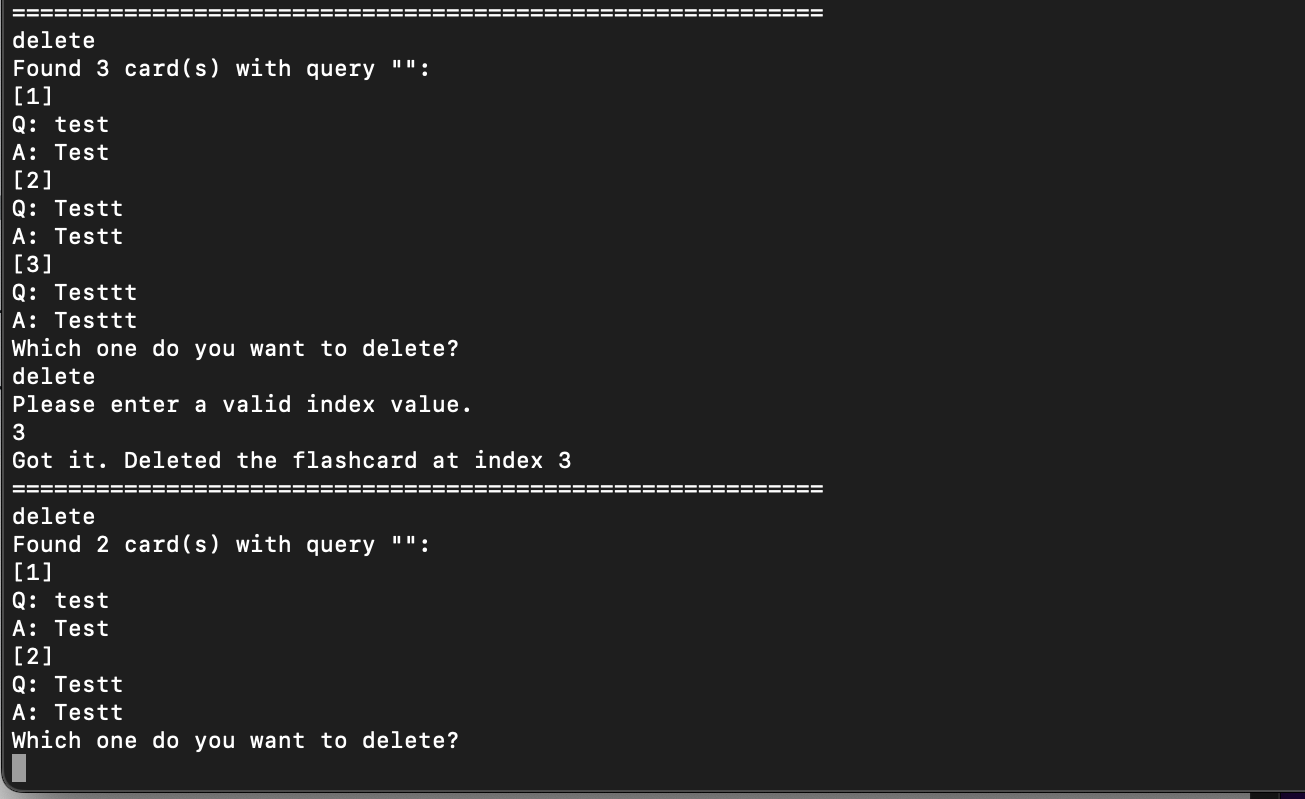 ==========================================================
delete
Found 3 card(s) with query "":
[1]
Q: test
A: Test
[2]
Q: Testt
A: Testt
[3]
Q: Testtt
A: Testtt
Which one do you want to delete?
delete
Please enter a valid index value.
3
Got it. Deleted the flashcard at index 3
==========================================================
delete
Found 2 card(s) with query "":
[1]
Q: test
A: Test
[2]
Q: Testt
A: Testt
Which one do you want to delete?